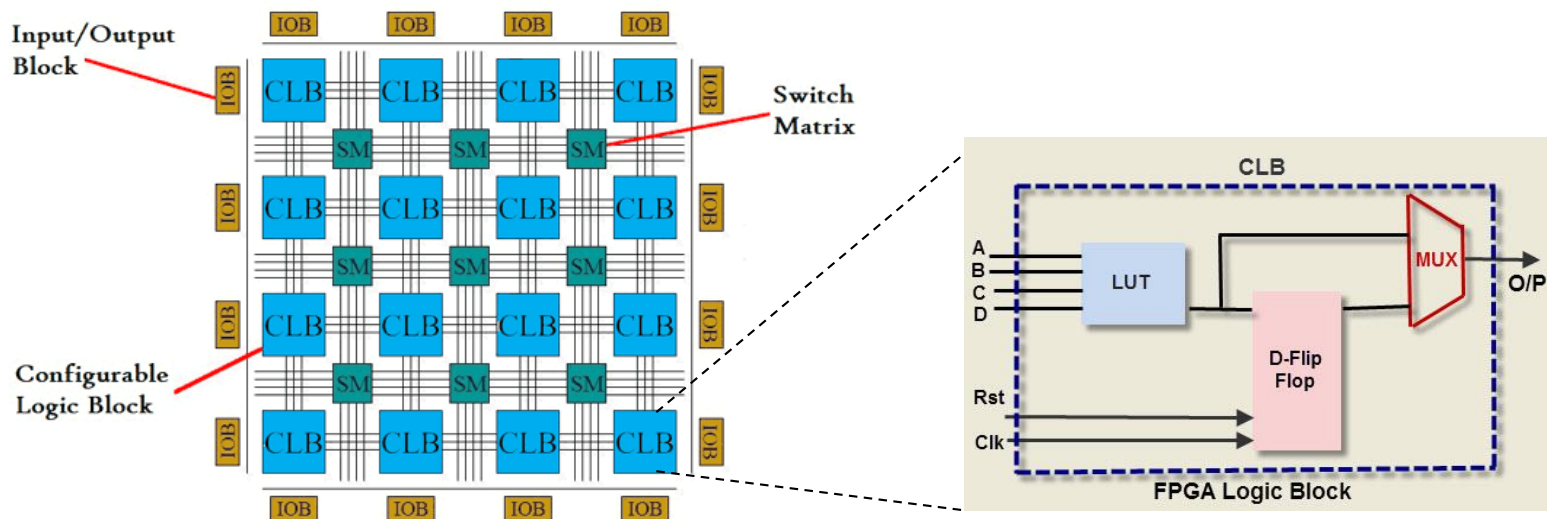 IOB IOB IOB IOB
Input/Output
Block
IOB CLB CLB CLB CLB IOB
Switch
Matrix
SM SM SM
IOB CLB CLB CLB CLB IOB
SM SM SM
IOB CLB CLB CLB CLB IOB
Configurable
Logic Block
SM SM SM
IOB CLB CLB CLB CLB IOB
IOB IOB IOB IOB
CLB
A
B
C
D
LUT
MUX
O/P
D-Flip
Flop
Rst
Clk
FPGA Logic Block